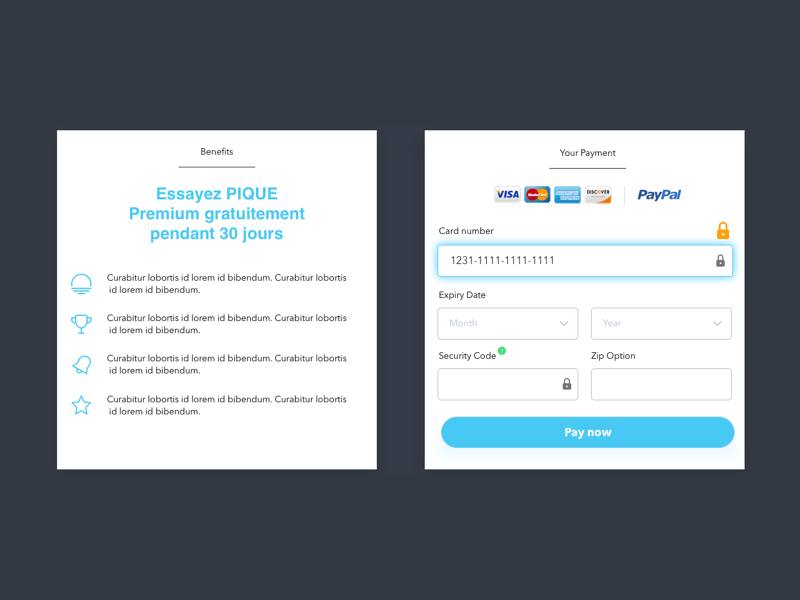 Benefits
Essayez PIQUE
Premium gratuitement
pendant 30 jours
Curabitur lobortis id lorem id bibendum. Curabitur lobortis
id lorem id bibendum.
Curabitur lobortis id lorem id bibendum. Curabitur lobortis
id lorem id bibendum.
Curabitur lobortis id lorem id bibendum. Curabitur lobortis
id lorem id bibendum.
Curabitur lobortis id lorem id bibendum. Curabitur lobortis
id lorem id bibendum.
Your Payment
VISA MasterCard DISCOVER PayPal
Card number
1231-1111-1111-1111
Expiry Date
Month Year
Security Code Zip Option
Pay now